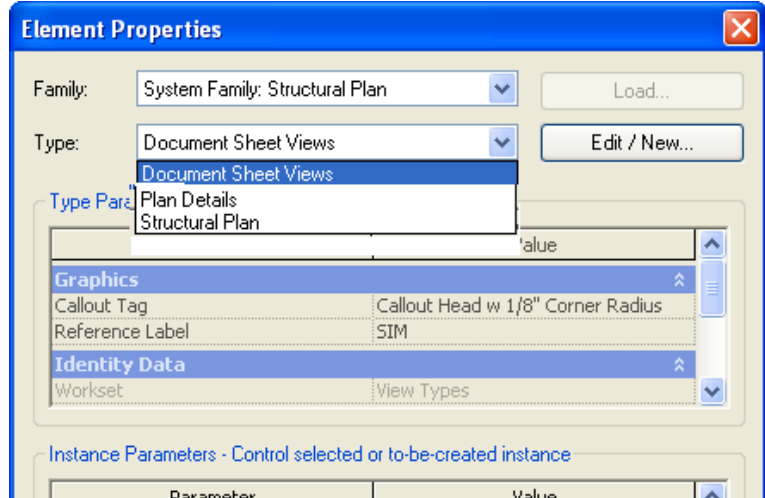 Element Properties
Family: System Family: Structural Plan Load...
Type: Document Sheet Views Edit / New...
Document Sheet Views
Plan Details
Type Para
Structural Plan
alue
Graphics
Callout Tag Callout Head w 1/8" Corner Radius
Reference Label SIM
Identity Data
Workset View Types
Instance Parameters - Control selected or to-be-created instance
Parameter Value